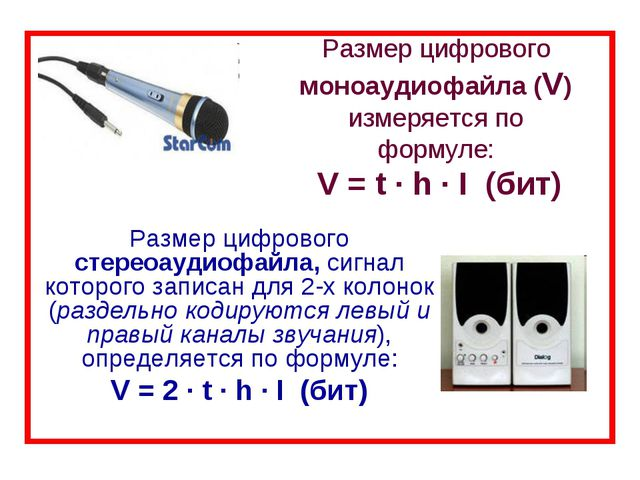 Размер цифрового
моноаудиофайла (V)
измеряется по
формуле:
V = t · h · I (бит)
StarCom
Размер цифрового
стереоаудиофайла, сигнал
которого записан для 2-х колонок
(раздельно кодируются левый и
правый каналы звучания),
определяется по формуле:
V = 2 · t · h · I (бит)
Dialog